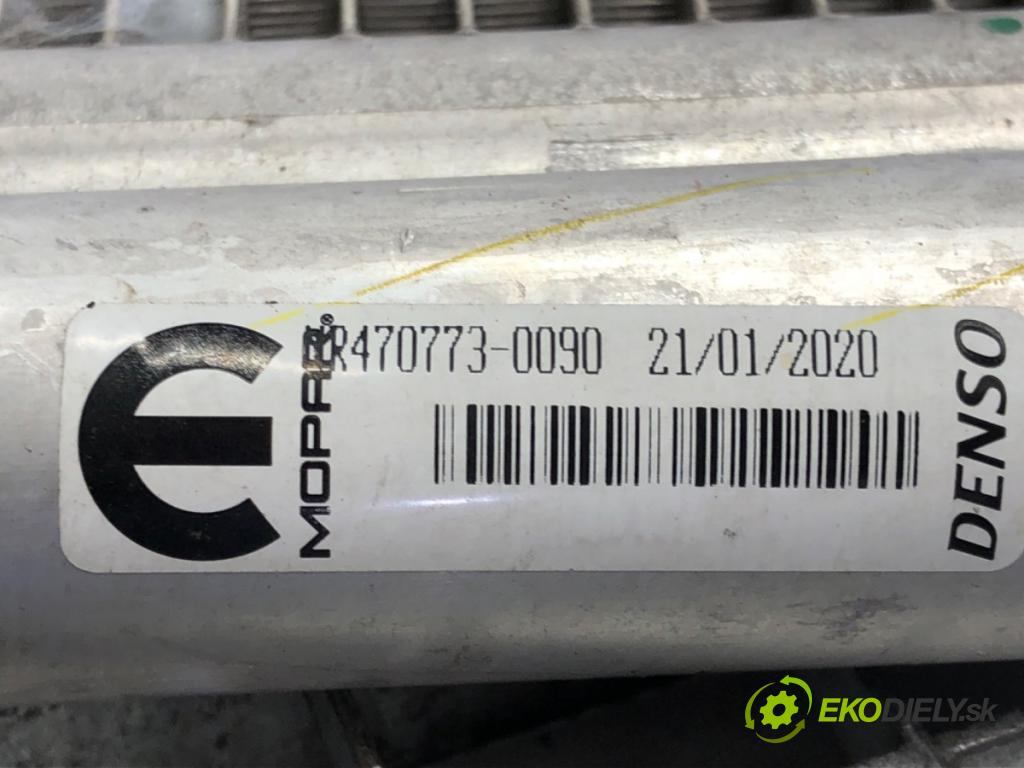 R470773-0090 21/01/2020
MOPAR®
DENSO
EKODIELY.sk